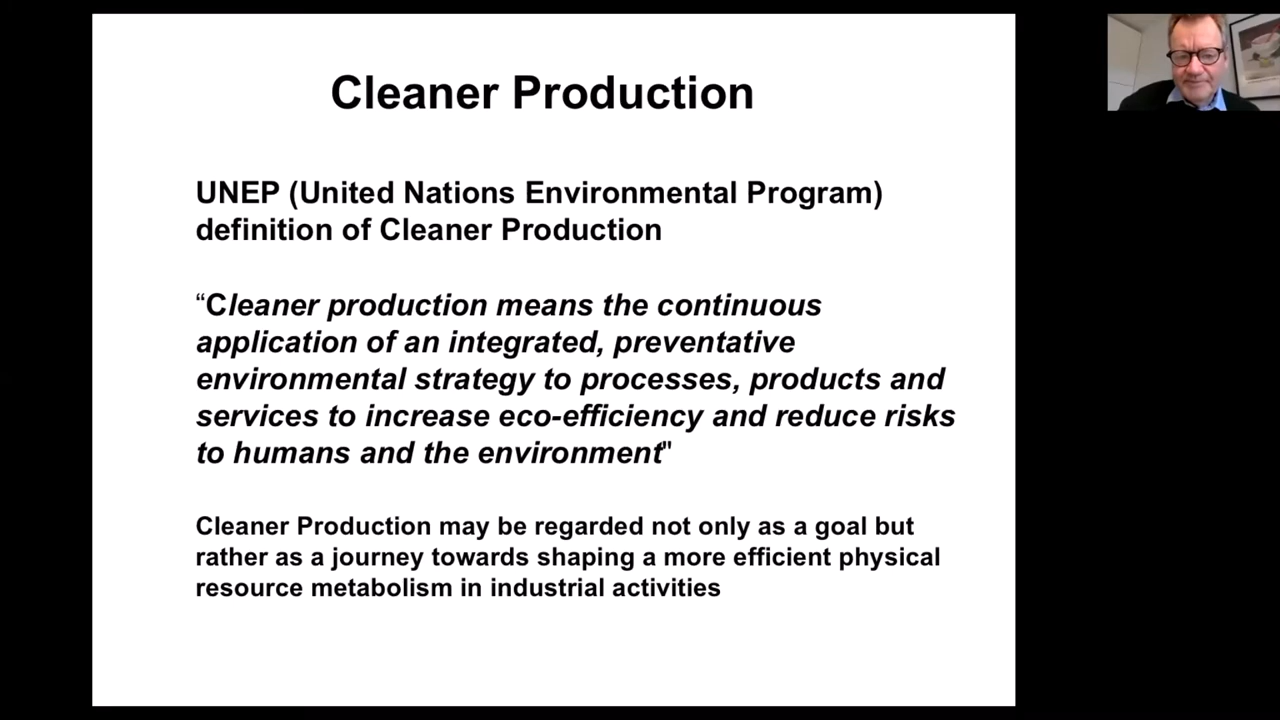 Cleaner Production
UNEP (United Nations Environmental Program)
definition of Cleaner Production
“Cleaner production means the continuous
application of an integrated, preventative
environmental strategy to processes, products and
services to increase eco-efficiency and reduce risks
to humans and the environment"
Cleaner Production may be regarded not only as a goal but
rather as a journey towards shaping a more efficient physical
resource metabolism in industrial activities